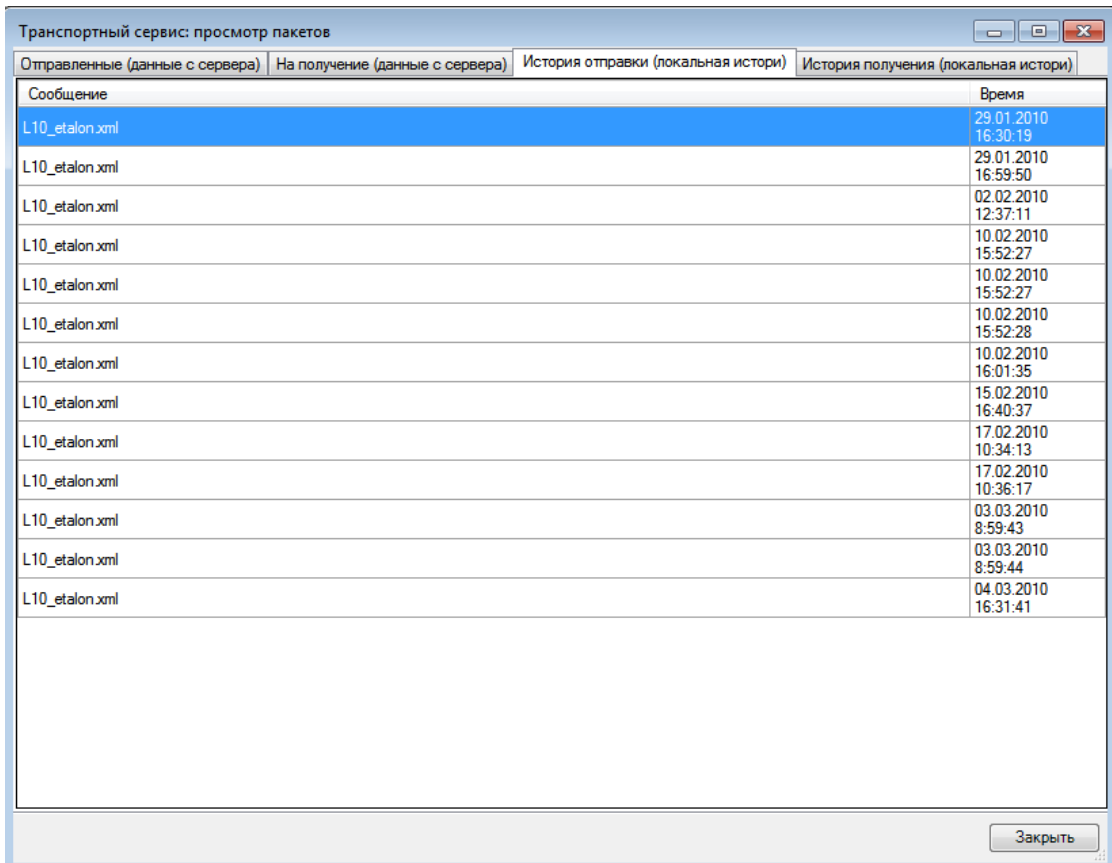 Транспортный сервис: просмотр пакетов
Отправленные (данные с сервера) На получение (данные с сервера) История отправки (локальная истори) История получения (локальная истори)
Сообщение Время
L10_etalon.xml 29.01.2010
16:30:19
L10_etalon.xml 29.01.2010
16:59:50
L10_etalon.xml 02.02.2010
12:37:11
L10_etalon.xml 10.02.2010
15:52:27
L10_etalon.xml 10.02.2010
15:52:27
L10_etalon.xml 10.02.2010
15:52:28
L10_etalon.xml 10.02.2010
16:01:35
L10_etalon.xml 15.02.2010
16:40:37
L10_etalon.xml 17.02.2010
10:34:13
L10_etalon.xml 17.02.2010
10:36:17
L10_etalon.xml 03.03.2010
8:59:43
L10_etalon.xml 03.03.2010
8:59:44
L10_etalon.xml 04.03.2010
16:31:41
Закрыть